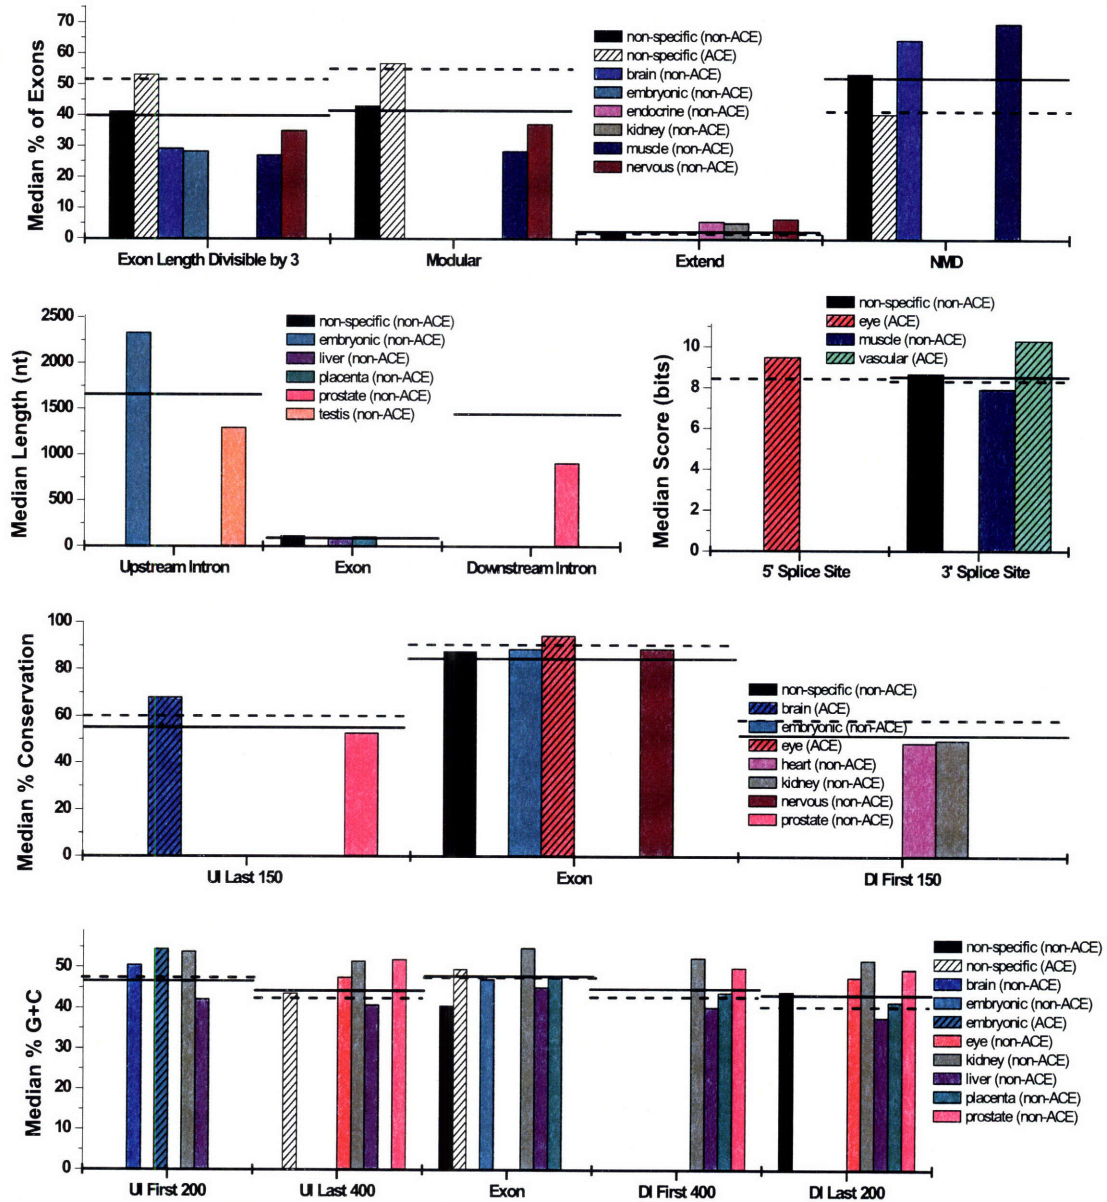 Median % of Exons
70
60
50
40
30
20
10
0
non-specific (non-ACE)
non-specific (ACE)
brain (non-ACE)
embryonic (non-ACE)
endocrine (non-ACE)
kidney (non-ACE)
muscle (non-ACE)
nervous (non-ACE)
Exon Length Divisible by 3
Modular
Extend
NMD
Median Length (nt)
2500
2000
1500
1000
500
0
non-specific (non-ACE)
embryonic (non-ACE)
liver (non-ACE)
placenta (non-ACE)
prostate (non-ACE)
testis (non-ACE)
Upstream Intron
Exon
Downstream Intron
Median Score (bits)
10
8
6
4
2
0
non-specific (non-ACE)
eye (ACE)
muscle (non-ACE)
vascular (ACE)
5' Splice Site
3' Splice Site
Median % Conservation
100
80
60
40
20
0
non-specific (non-ACE)
brain (ACE)
embryonic (non-ACE)
eye (ACE)
heart (non-ACE)
kidney (non-ACE)
nervous (non-ACE)
prostate (non-ACE)
UI Last 150
Exon
DI First 150
Median % G+C
50
40
30
20
10
0
non-specific (non-ACE)
non-specific (ACE)
brain (non-ACE)
embryonic (non-ACE)
embryonic (ACE)
eye (non-ACE)
kidney (non-ACE)
liver (non-ACE)
placenta (non-ACE)
prostate (non-ACE)
UI First 200
UI Last 400
Exon
DI First 400
DI Last 200